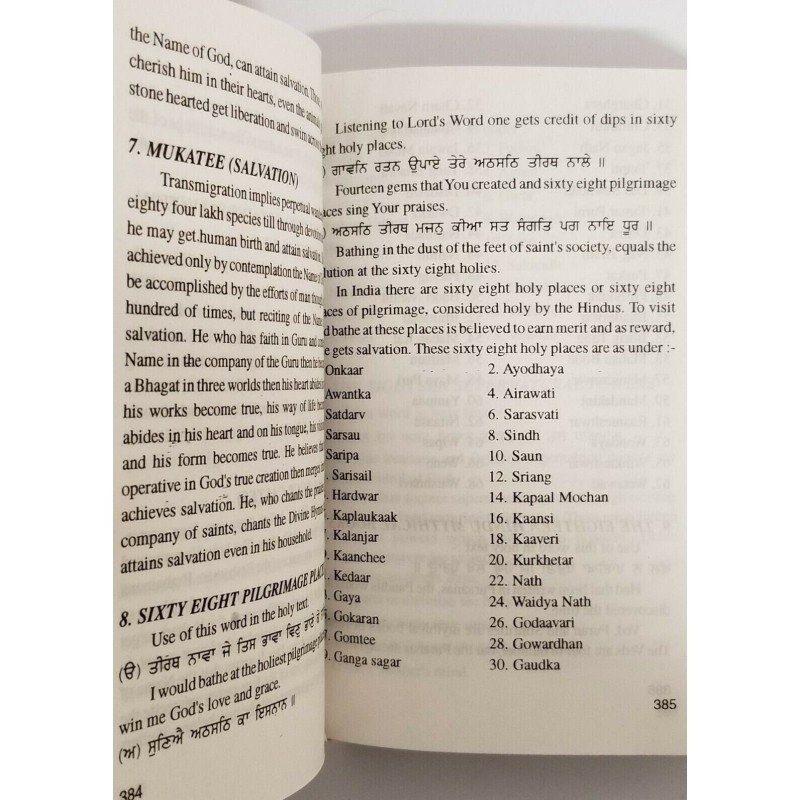 the Name of God, can attain salvation.
cherish him in their hearts, even the
stone hearted get liberation and swim
7. MUKATEE (SALVATION)
Transmigration implies perpetual
eighty four lakh species till through
he may get.human birth and attain salvation.
achieved only by contemplation the Name
be accomplished by the efforts of man
hundred of times, but reciting of the Name
salvation. He who has faith in Guru and
Name in the company of the Guru then he
a Bhagat in three worlds then his heart abides
his works become true, his way of life
abides in his heart and on his tongue, his
and his form becomes true. He believes
operative in God's true creation then merges
achieves salvation. He, who chants the
company of saints, chants the Divine
attains salvation even in his household.
8. SIXTY EIGHT PILGRIMAGE
Use of this word in the holy text.
(ੳ) ਤੀਰਥ ਨਾਵਾ ਜੇ ਤਿਸ ਭਾਵਾ ਵਿਣੁ ਭਾਣੇ
I would bathe at the holiest pilgrimage
win me God's love and grace.
(ਅ) ਸੁਣਿਐ ਅਠਸਠਿ ਕਾ ਇਸਨਾਨ ॥
384
Listening to Lord's Word one gets credit of dips in sixty
ght holy places.
) ਗਾਵਨਿ ਰਤਨ ਉਪਾਏ ਤੇਰੇ ਅਠਸਠਿ ਤੀਰਥ ਨਾਲੇ ॥
Fourteen gems that You created and sixty eight pilgrimage
aces sing Your praises.
) ਅਠਸਠਿ ਤੀਰਥ ਮਜਨੁ ਕੀਆ ਸਤ ਸੰਗਤਿ ਪਗ ਨਾਇ ਧੂਰ ॥
Bathing in the dust of the feet of saint's society, equals the
lution at the sixty eight holies.
In India there are sixty eight holy places or sixty eight
aces of pilgrimage, considered holy by the Hindus. To visit
d bathe at these places is believed to earn merit and as reward,
e gets salvation. These sixty eight holy places are as under :-
Onkaar 2. Ayodhaya
Awantka 4. Airawati
Satdarv 6. Sarasvati
Sarsau 8. Sindh
Saripa 10. Saun
. Sarisail 12. Sriang
. Hardwar 14. Kapaal Mochan
. Kaplaukaak 16. Kaansi
7. Kalanjar 18. Kaaveri
. Kaanchee 20. Kurkhetar
. Kedaar 22. Nath
3. Gaya 24. Waidya Nath
5. Gokaran 26. Godaavari
7. Gomtee 28. Gowardhan
9. Ganga sagar 30. Gaudka
385